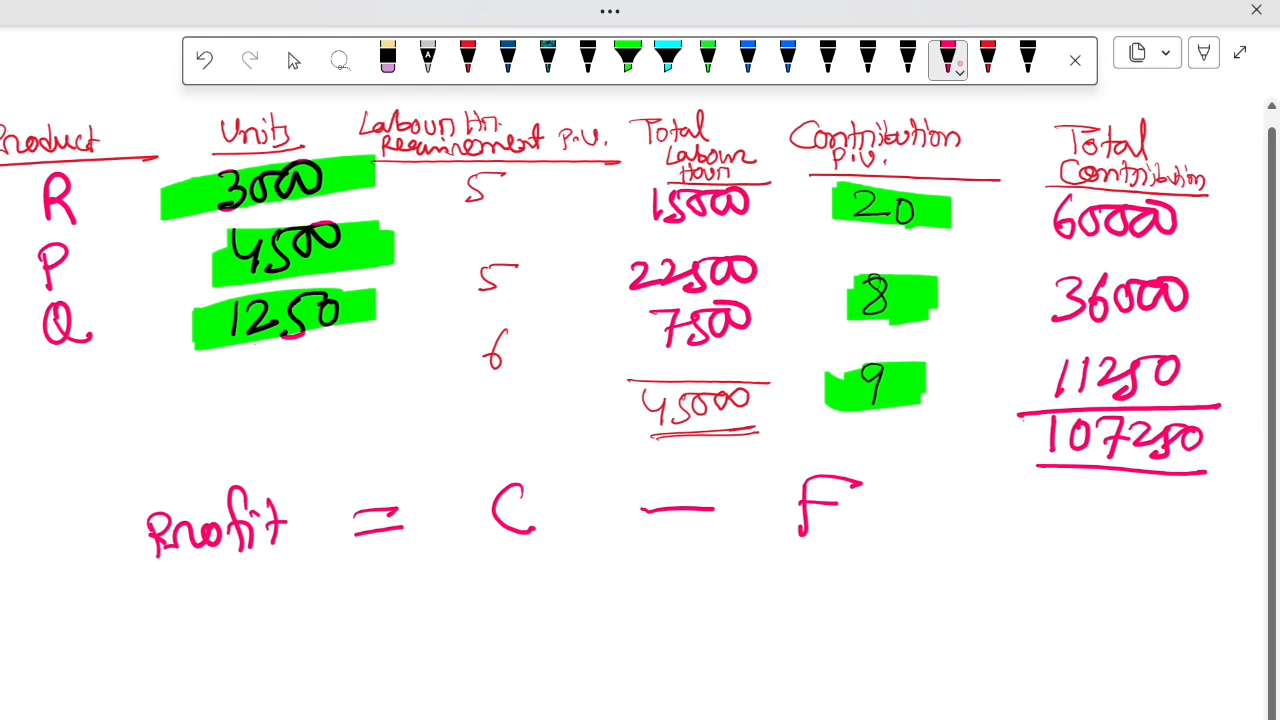 Product Units Labour Hr. Requirement P.U. Total Labour Hour Contribution P.U. Total Contribution
R 3000 5 15000 20 60000
P 4500 5 22500 8 36000
Q 1250 6 7500 9 11250
45000 107250
Profit = C — F